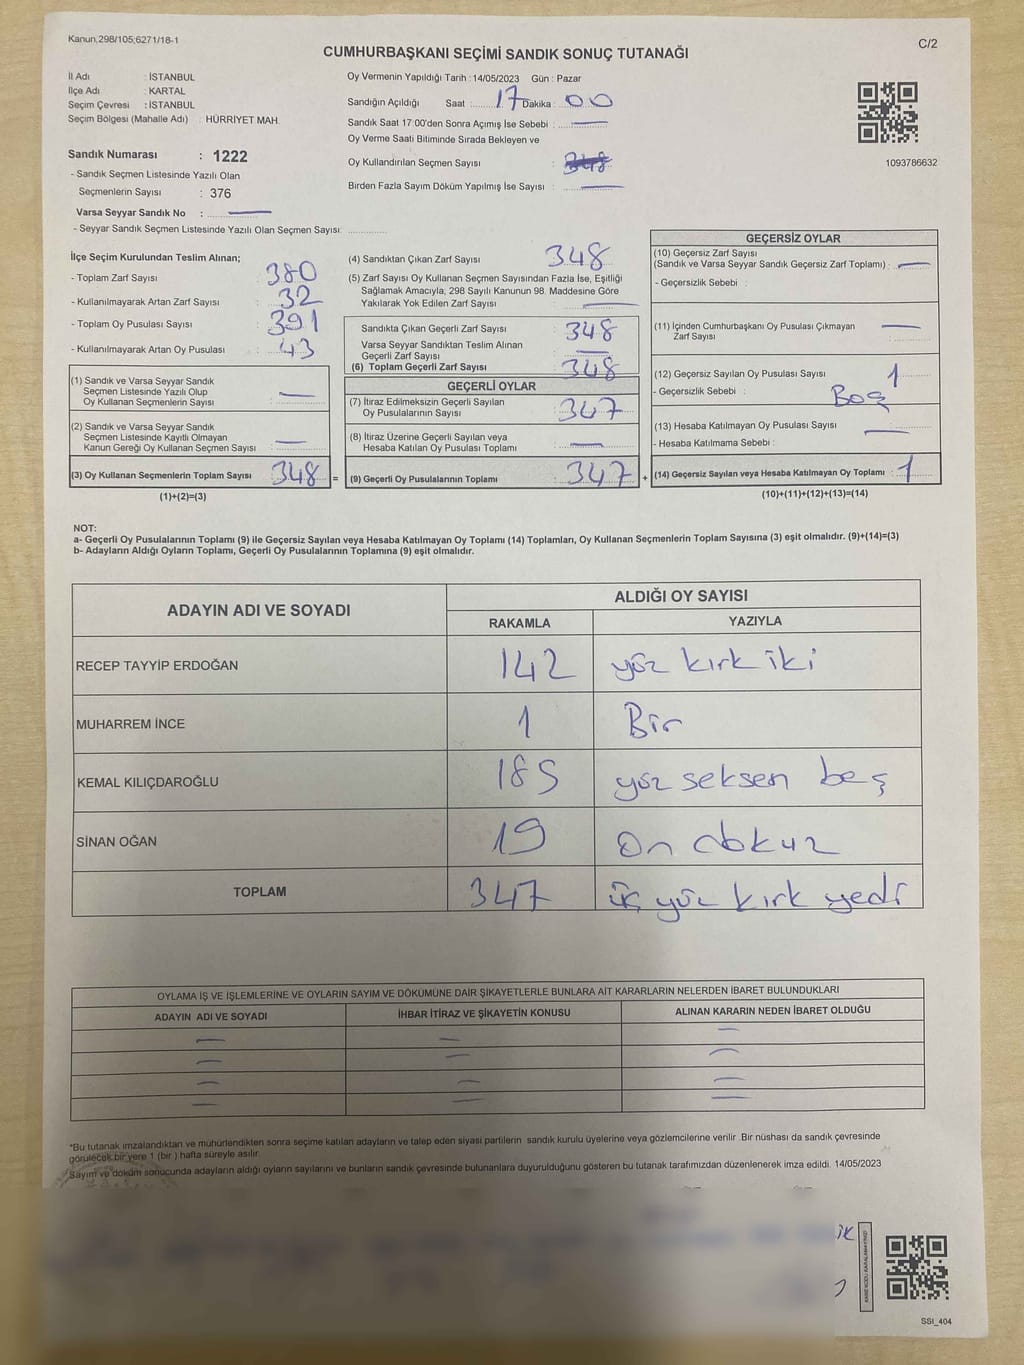 Kanun,298/105;6271/18-1
C/2
CUMHURBAŞKANI SEÇİMİ SANDIK SONUÇ TUTANAĞI
İl Adı : İSTANBUL
İlçe Adı : KARTAL
Seçim Çevresi : İSTANBUL
Seçim Bölgesi (Mahalle Adı) : HÜRRİYET MAH.
Sandık Numarası : 1222
- Sandık Seçmen Listesinde Yazılı Olan
Seçmenlerin Sayısı : 376
Varsa Seyyar Sandık No :
- Seyyar Sandık Seçmen Listesinde Yazılı Olan Seçmen Sayısı:
Oy Vermenin Yapıldığı Tarih : 14/05/2023 Gün : Pazar
Sandığın Açıldığı Saat : 17 Dakika : 00
Sandık Saat 17:00'den Sonra Açımış İse Sebebi :
Oy Verme Saati Bitiminde Sırada Bekleyen ve
Oy Kullandırılan Seçmen Sayısı : 348
Birden Fazla Sayım Döküm Yapılmış İse Sayısı :
1093786632
İlçe Seçim Kurulundan Teslim Alınan;
- Toplam Zarf Sayısı : 380
- Kullanılmayarak Artan Zarf Sayısı : 32
- Toplam Oy Pusulası Sayısı : 391
- Kullanılmayarak Artan Oy Pusulası : 43
(1) Sandık ve Varsa Seyyar Sandık
Seçmen Listesinde Yazılı Olup
Oy Kullanan Seçmenlerin Sayısı :
(2) Sandık ve Varsa Seyyar Sandık
Seçmen Listesinde Kayıtlı Olmayan
Kanun Gereği Oy Kullanan Seçmen Sayısı :
(3) Oy Kullanan Seçmenlerin Toplam Sayısı : 348 =
(1)+(2)=(3)
(4) Sandıktan Çıkan Zarf Sayısı : 348
(5) Zarf Sayısı Oy Kullanan Seçmen Sayısından Fazla İse, Eşitliği
Sağlamak Amacıyla; 298 Sayılı Kanunun 98. Maddesine Göre
Yakılarak Yok Edilen Zarf Sayısı :
Sandıkta Çıkan Geçerli Zarf Sayısı : 348
Varsa Seyyar Sandıktan Teslim Alınan
Geçerli Zarf Sayısı :
(6) Toplam Geçerli Zarf Sayısı : 348
GEÇERLİ OYLAR
(7) İtiraz Edilmeksizin Geçerli Sayılan
Oy Pusulalarının Sayısı : 347
(8) İtiraz Üzerine Geçerli Sayılan veya
Hesaba Katılan Oy Pusulası Toplamı :
(9) Geçerli Oy Pusulalarının Toplamı : 347 +
GEÇERSİZ OYLAR
(10) Geçersiz Zarf Sayısı
(Sandık ve Varsa Seyyar Sandık Geçersiz Zarf Toplamı) :
- Geçersizlik Sebebi :
(11) İçinden Cumhurbaşkanı Oy Pusulası Çıkmayan
Zarf Sayısı :
(12) Geçersiz Sayılan Oy Pusulası Sayısı : 1
- Geçersizlik Sebebi : Boş
(13) Hesaba Katılmayan Oy Pusulası Sayısı :
- Hesaba Katılmama Sebebi :
(14) Geçersiz Sayılan veya Hesaba Katılmayan Oy Toplamı : 1
(10)+(11)+(12)+(13)=(14)
NOT:
a- Geçerli Oy Pusulalarının Toplamı (9) ile Geçersiz Sayılan veya Hesaba Katılmayan Oy Toplamı (14) Toplamları, Oy Kullanan Seçmenlerin Toplam Sayısına (3) eşit olmalıdır. (9)+(14)=(3)
b- Adayların Aldığı Oyların Toplamı, Geçerli Oy Pusulalarının Toplamına (9) eşit olmalıdır.
ADAYIN ADI VE SOYADI
ALDIĞI OY SAYISI
RAKAMLA YAZIYLA
RECEP TAYYİP ERDOĞAN 142 yüz kırk iki
MUHARREM İNCE 1 Bir
KEMAL KILIÇDAROĞLU 185 yüz seksen beş
SİNAN OĞAN 19 On dokuz
TOPLAM 347 üç yüz kırk yedi
OYLAMA İŞ VE İŞLEMLERİNE VE OYLARIN SAYIM VE DÖKÜMÜNE DAİR ŞİKAYETLERLE BUNLARA AİT KARARLARIN NELERDEN İBARET BULUNDUKLARI
ADAYIN ADI VE SOYADI İHBAR İTİRAZ VE ŞİKAYETİN KONUSU ALINAN KARARIN NEDEN İBARET OLDUĞU
*Bu tutanak imzalandıktan ve mühürlendikten sonra seçime katılan adayların ve talep eden siyasi partilerin sandık kurulu üyelerine veya gözlemcilerine verilir .Bir nüshası da sandık çevresinde
görülecek bir yere 1 (bir ) hafta süreyle asılır.
Sayım ve döküm sonucunda adayların aldığı oyların sayılarını ve bunların sandık çevresinde bulunanlara duyurulduğunu gösteren bu tutanak tarafımızdan düzenlenerek imza edildi. 14/05/2023
SSI_404